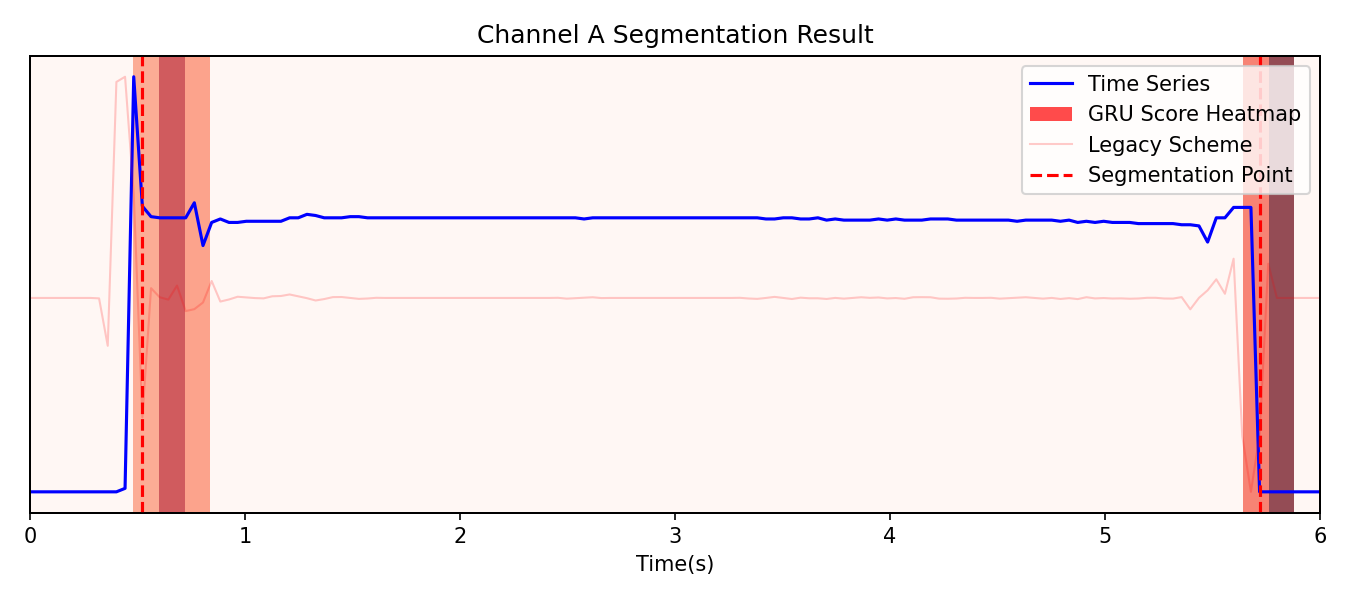 Channel A Segmentation Result
Time Series
GRU Score Heatmap
Legacy Scheme
Segmentation Point
0 1 2 3 4 5 6
Time(s)